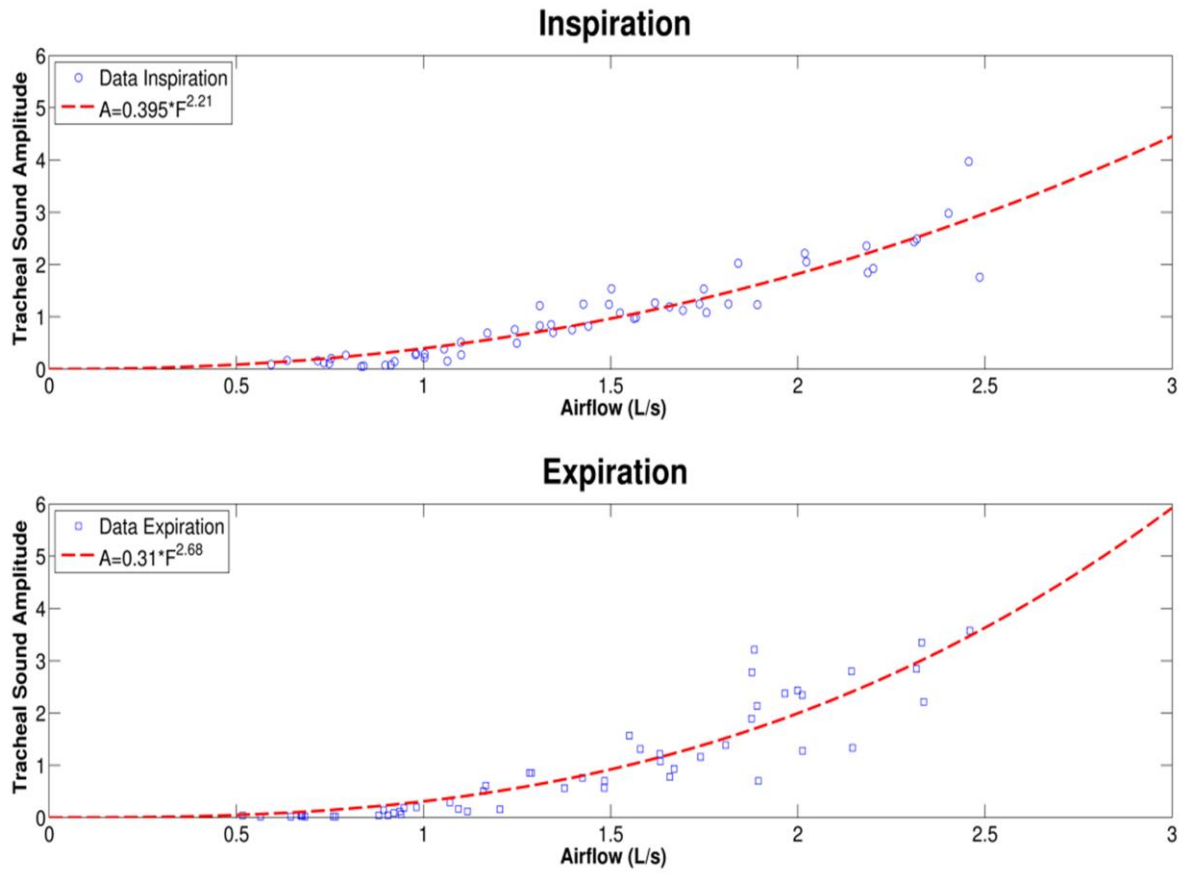 Inspiration
6
5
4
3
2
1
0
Tracheal Sound Amplitude
Data Inspiration
A=0.395*F^2.21
0 0.5 1 1.5 2 2.5 3
Airflow (L/s)
Expiration
6
5
4
3
2
1
0
Tracheal Sound Amplitude
Data Expiration
A=0.31*F^2.68
0 0.5 1 1.5 2 2.5 3
Airflow (L/s)